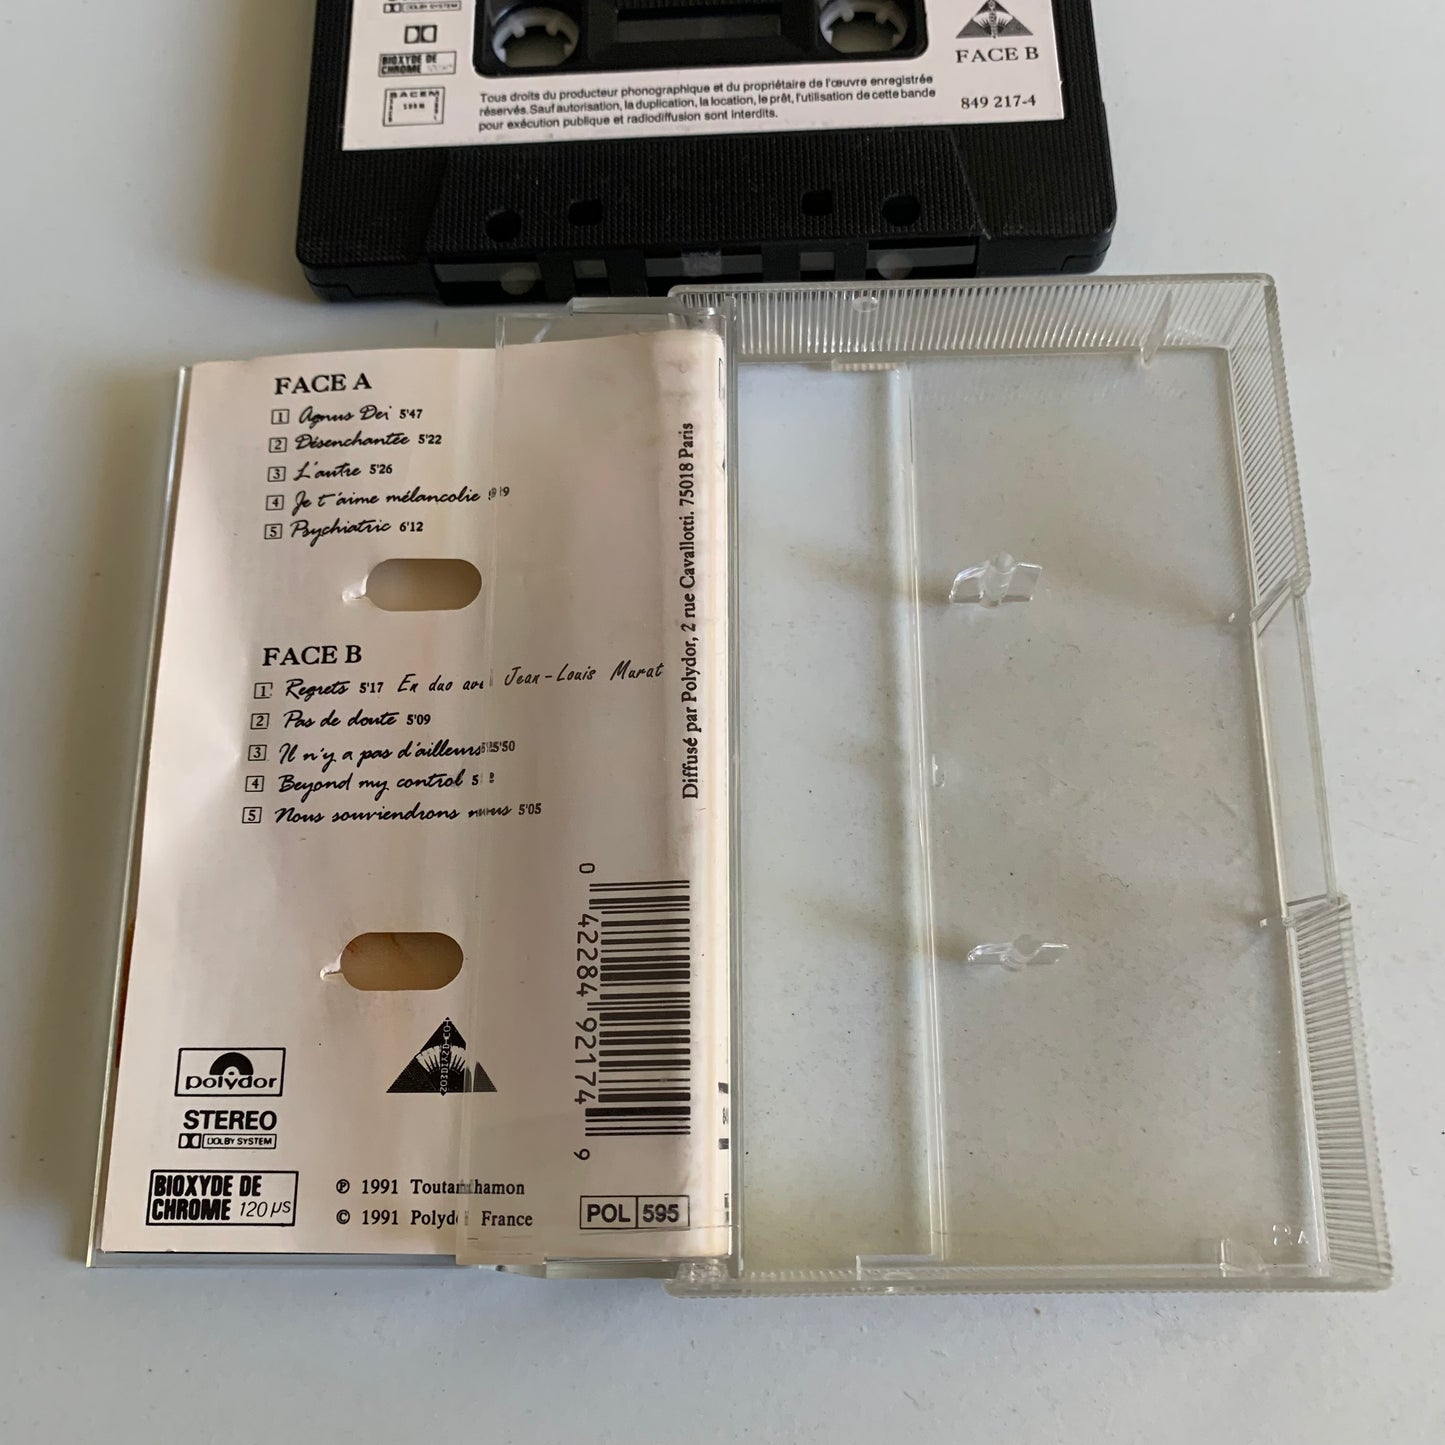 DOLBY SYSTEM
BIOXYDE DE
CHROME
SACEM
FACE B
849 217-4
Tous droits du producteur phonographique et du propriétaire de l'œuvre enregistrée
réservés. Sauf autorisation, la duplication, la location, le prêt, l'utilisation de cette bande
pour exécution publique et radiodiffusion sont interdits.
FACE A
1 Agnus Dei 5'47
2 Désenchantée 5'22
3 L'autre 5'26
4 Je t'aime mélancolie
5 Psychiatric 6'12
FACE B
1 Regrets 5'17 En duo avec Jean-Louis Murat
2 Pas de doute 5'09
3 Il n'y a pas d'ailleurs 5'50
4 Beyond my control
5 Nous souviendrons nous 5'05
Diffusé par Polydor, 2 rue Cavallotti. 75018 Paris
0 42284 92174 9
polydor
STEREO
DOLBY SYSTEM
BIOXYDE DE
CHROME 120 µs
℗ 1991 Toutankhamon
© 1991 Polydor France
POL 595